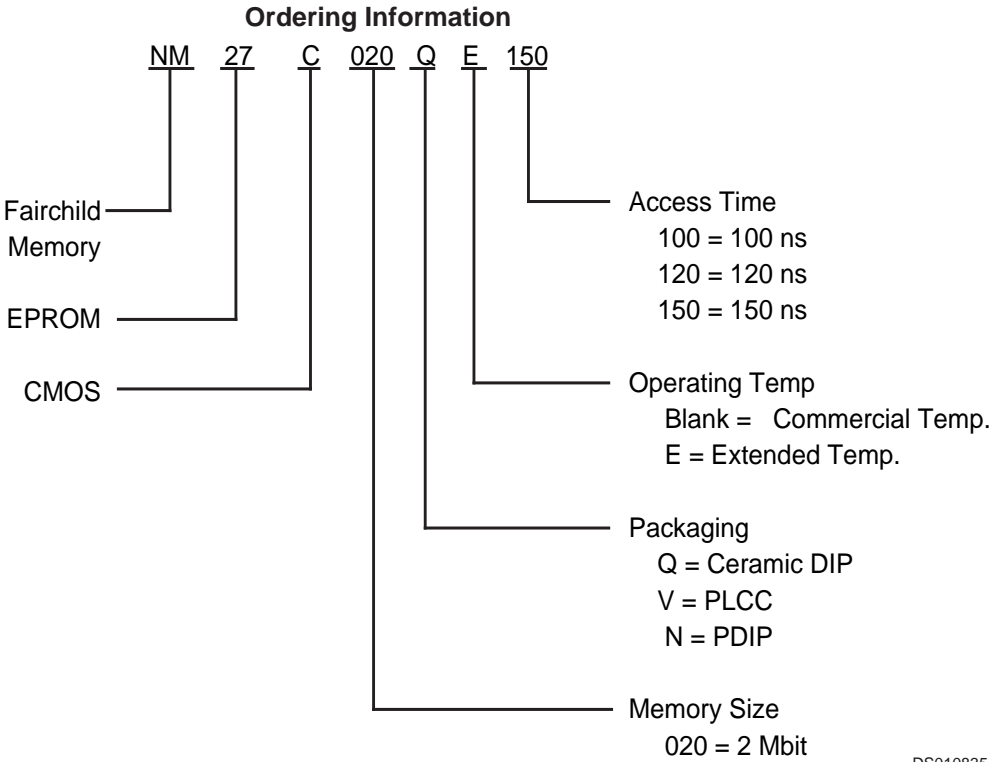 Ordering Information
NM 27 C 020 Q E 150
Fairchild
Memory
EPROM
CMOS
Access Time
100 = 100 ns
120 = 120 ns
150 = 150 ns
Operating Temp
Blank = Commercial Temp.
E = Extended Temp.
Packaging
Q = Ceramic DIP
V = PLCC
N = PDIP
Memory Size
020 = 2 Mbit